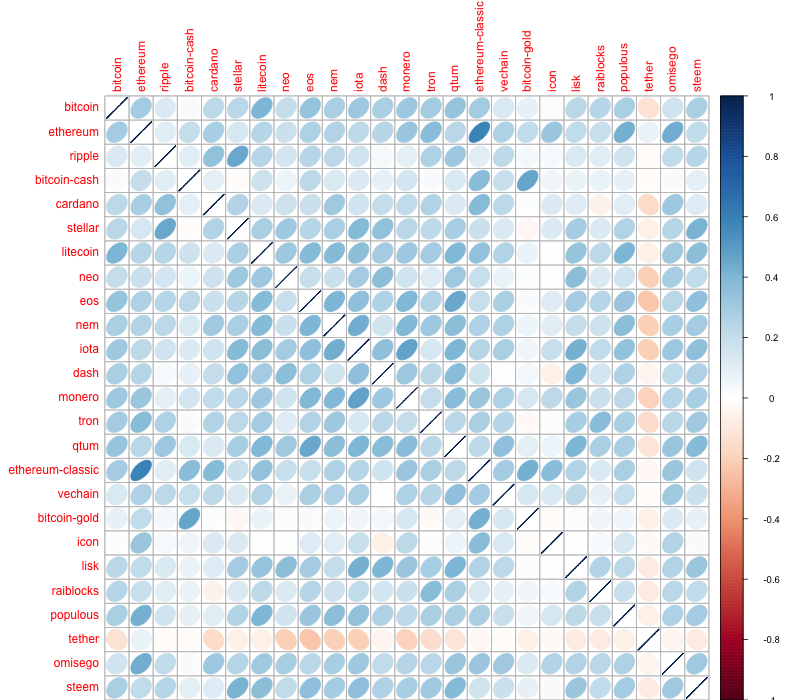 bitcoin
ethereum
ripple
bitcoin-cash
cardano
stellar
litecoin
neo
eos
nem
iota
dash
monero
tron
qtum
ethereum-classic
vechain
bitcoin-gold
icon
lisk
raiblocks
populous
tether
omisego
steem
bitcoin
ethereum
ripple
bitcoin-cash
cardano
stellar
litecoin
neo
eos
nem
iota
dash
monero
tron
qtum
ethereum-classic
vechain
bitcoin-gold
icon
lisk
raiblocks
populous
tether
omisego
steem
1
0.8
0.6
0.4
0.2
0
-0.2
-0.4
-0.6
-0.8
-1